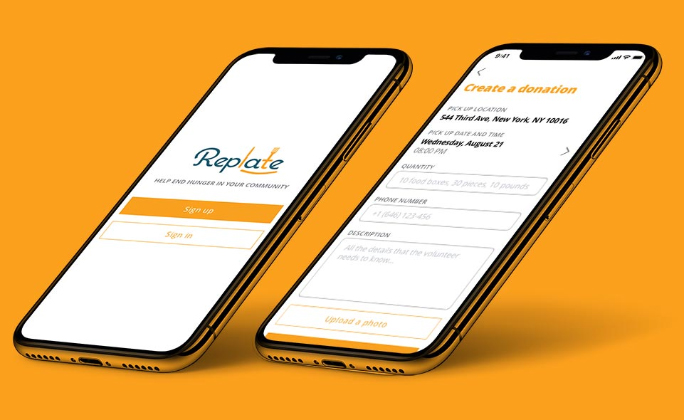 Replate
HELP END HUNGER IN YOUR COMMUNITY
Sign up
Sign in
9:41
Create a donation
PICK UP LOCATION
544 Third Ave, New York, NY 10016
PICK UP DATE AND TIME
Wednesday, August 21
08:00 PM
QUANTITY
10 food boxes, 30 pieces, 10 pounds
PHONE NUMBER
+1 (646) 123-456
DESCRIPTION
All the details that the volunteer
needs to know...
Upload a photo